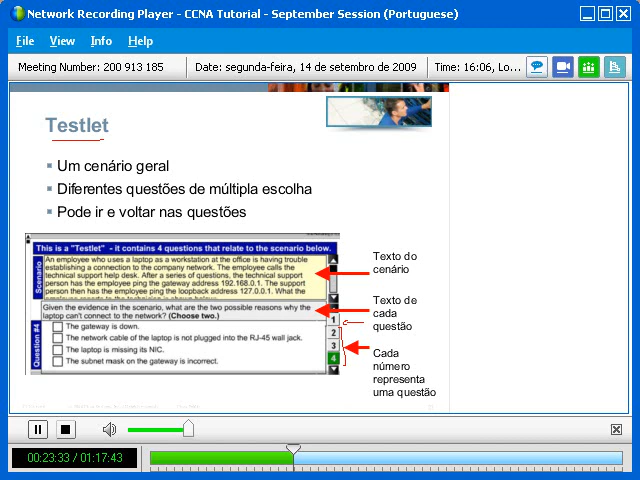 Network Recording Player - CCNA Tutorial - September Session (Portuguese)
File View Info Help
Meeting Number: 200 913 185 Date: segunda-feira, 14 de setembro de 2009 Time: 16:06, Lo...
Testlet
Um cenário geral
Diferentes questões de múltipla escolha
Pode ir e voltar nas questões
This is a "Testlet" - it contains 4 questions that relate to the scenario below.
Scenario
An employee who uses a laptop as a workstation at the office is having trouble
establishing a connection to the company network. The employee calls the
technical support help desk. After a series of questions, the technical support
person has the employee ping the gateway address 192.168.0.1. The support
person then has the employee ping the loopback address 127.0.0.1. What the
Given the evidence in the scenario, what are the two possible reasons why the
laptop can't connect to the network? (Choose two.)
Question #4
The gateway is down.
The network cable of the laptop is not plugged into the RJ-45 wall jack.
The laptop is missing its NIC.
The subnet mask on the gateway is incorrect.
1
2
3
4
Texto do
cenário
Texto de
cada
questão
Cada
número
representa
uma questão
00:23:33 / 01:17:43